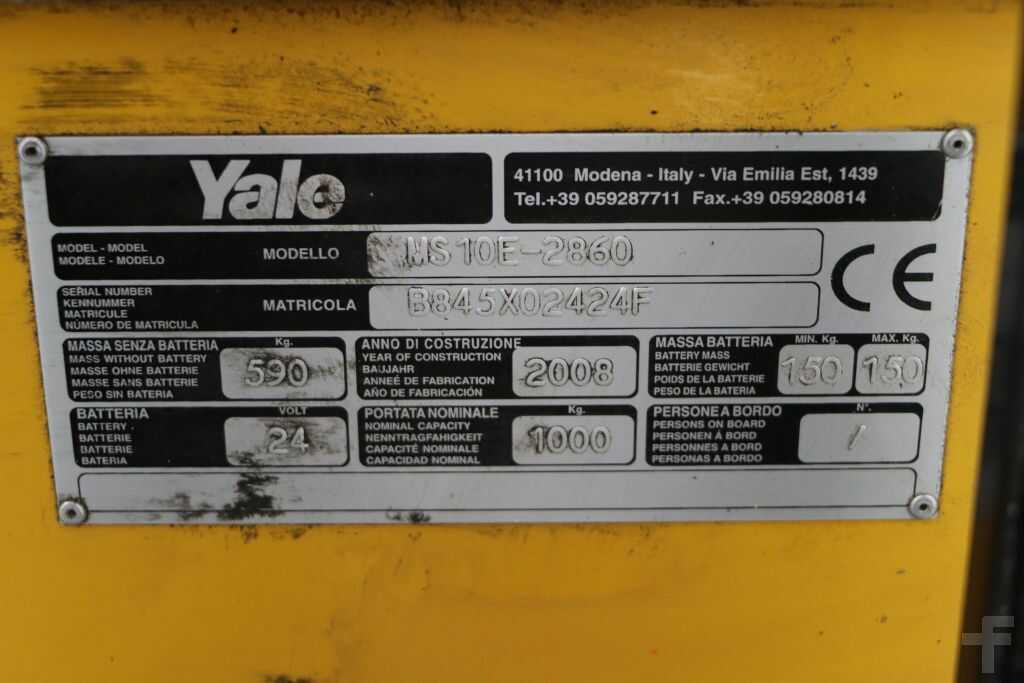 Yale
41100 Modena - Italy - Via Emilia Est, 1439
Tel.+39 059287711 Fax.+39 059280814
MODEL - MODEL
MODELE - MODELO
MODELLO
MS10E-2860
SERIAL NUMBER
KENNUMMER
MATRICULE
NÚMERO DE MATRICULA
MATRICOLA
B845X02424F
CE
MASSA SENZA BATTERIA
MASS WITHOUT BATTERY
MASSE OHNE BATTERIE
MASSE SANS BATERIE
PESO SIN BATERIA
Kg.
590
ANNO DI COSTRUZIONE
YEAR OF CONSTRUCTION
BAUJAHR
ANNEÉ DE FABRICATION
AÑO DE FABRICACIÓN
2008
MASSA BATTERIA
BATTERY MASS
BATTERIE GEWICHT
POIDS DE LA BATTERIE
PESO DE LA BATERIA
MIN. Kg.
150
MAX. Kg.
150
BATTERIA
BATTERY
BATTERIE
BATTERIE
BATERIA
VOLT
24
PORTATA NOMINALE
NOMINAL CAPACITY
NENNTRAGFAHIGKEIT
CAPACITÉ NOMINALE
CAPACIDAD NOMINAL
Kg.
1000
PERSONE A BORDO
PERSONS ON BOARD
PERSONEN À BORD
PERSONNES A BORD
PERSONAS A BORDO
N°.
/